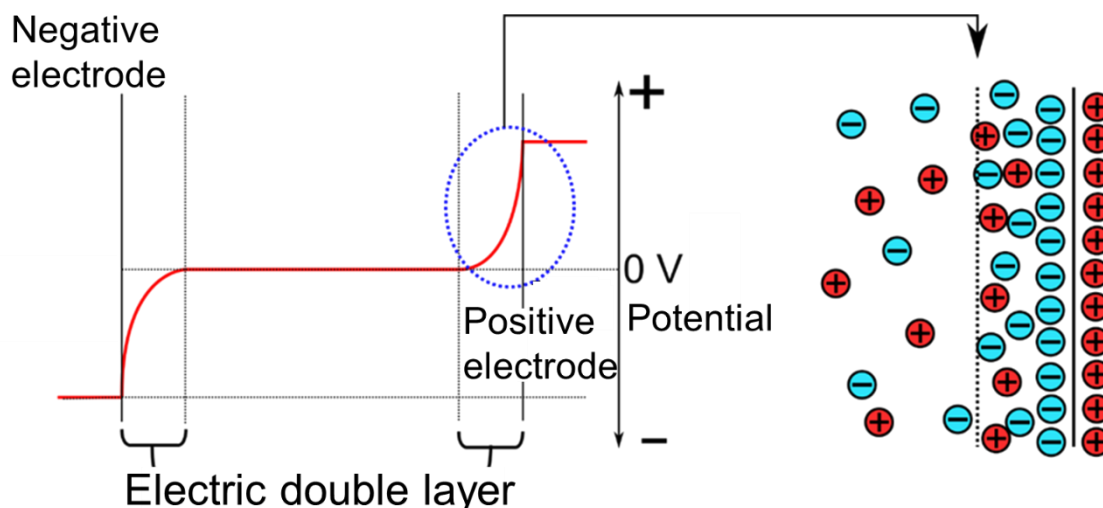 Negative
electrode
+
0 V
Positive
electrode
Potential
−
Electric double layer